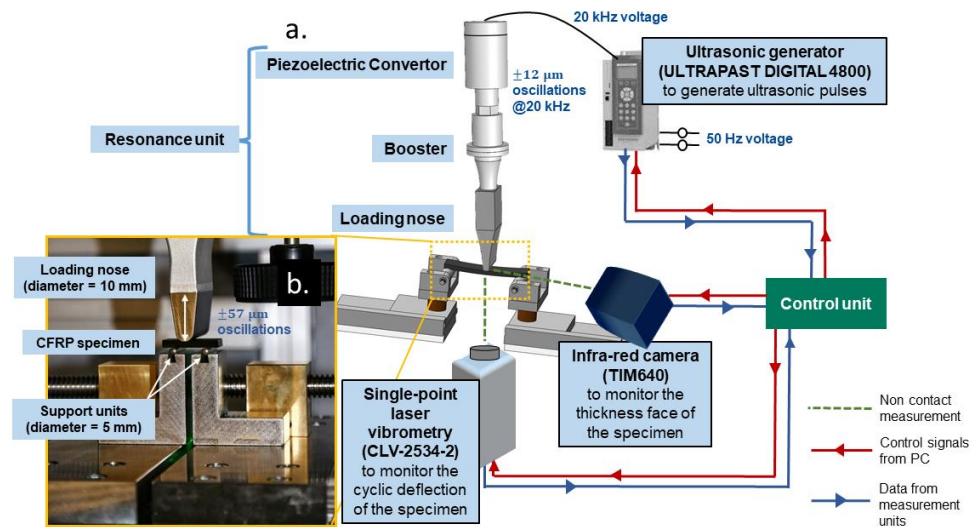 a.
20 kHz voltage
Piezoelectric Convertor
±12 μm
oscillations
@20 kHz
Ultrasonic generator
(ULTRAPAST DIGITAL 4800)
to generate ultrasonic pulses
50 Hz voltage
Resonance unit
Booster
Loading nose
b.
Loading nose
(diameter = 10 mm)
±57 μm
oscillations
CFRP specimen
Support units
(diameter = 5 mm)
Control unit
Infra-red camera
(TIM640)
to monitor the
thickness face of
the specimen
Single-point
laser
vibrometry
(CLV-2534-2)
to monitor the
cyclic deflection
of the specimen
Non contact
measurement
Control signals
from PC
Data from
measurement
units